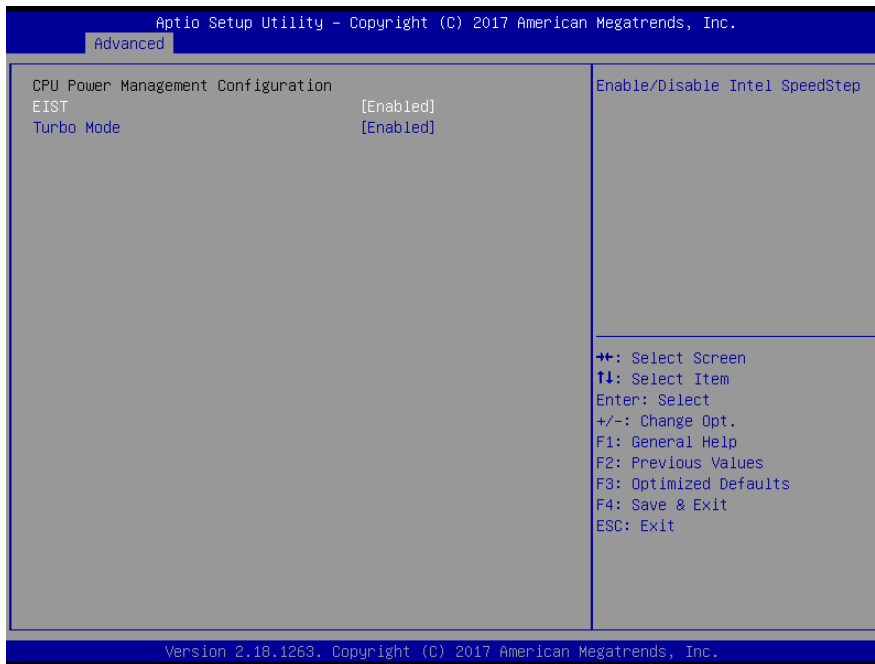 Aptio Setup Utility – Copyright (C) 2017 American Megatrends, Inc.
Advanced
CPU Power Management Configuration
EIST [Enabled]
Turbo Mode [Enabled]
Enable/Disable Intel SpeedStep
→←: Select Screen
↑↓: Select Item
Enter: Select
+/-: Change Opt.
F1: General Help
F2: Previous Values
F3: Optimized Defaults
F4: Save & Exit
ESC: Exit
Version 2.18.1263. Copyright (C) 2017 American Megatrends, Inc.